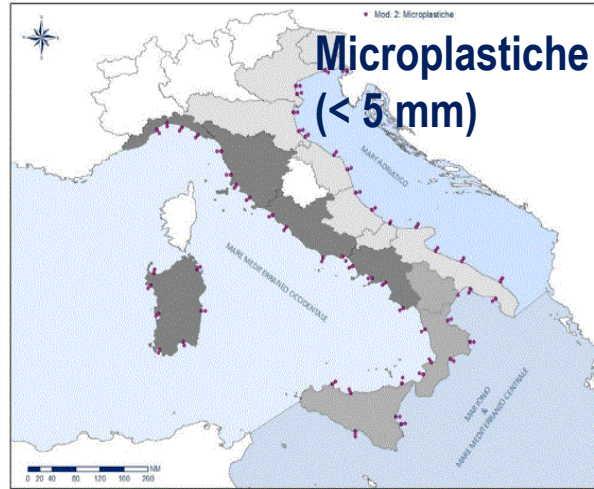 Mod. 2: Microplastiche
Microplastiche
(< 5 mm)
MAR ADRIATICO
MARE MEDITERRANEO OCCIDENTALE
MAR IONIO
&
MARE MEDITERRANEO CENTRALE
0 20 40 80 120 160 200
NM